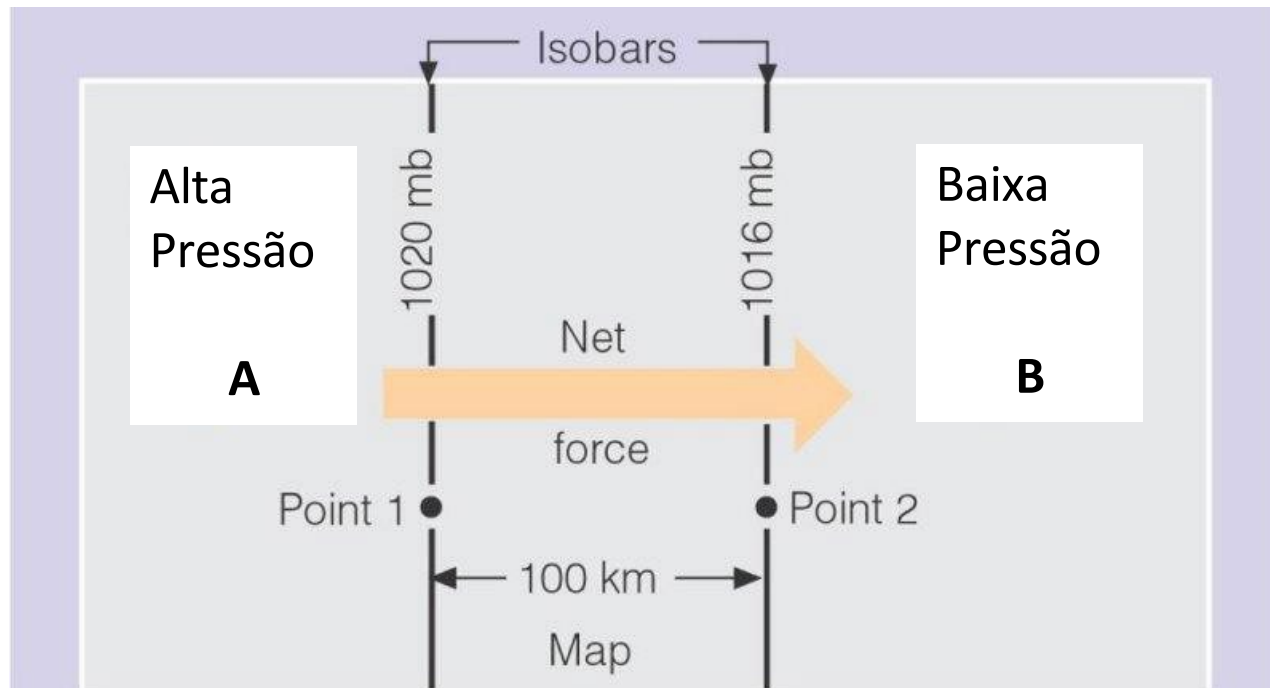 Isobars
Alta
Pressão
A
1020 mb
1016 mb
Baixa
Pressão
B
Net
force
Point 1
Point 2
100 km
Map